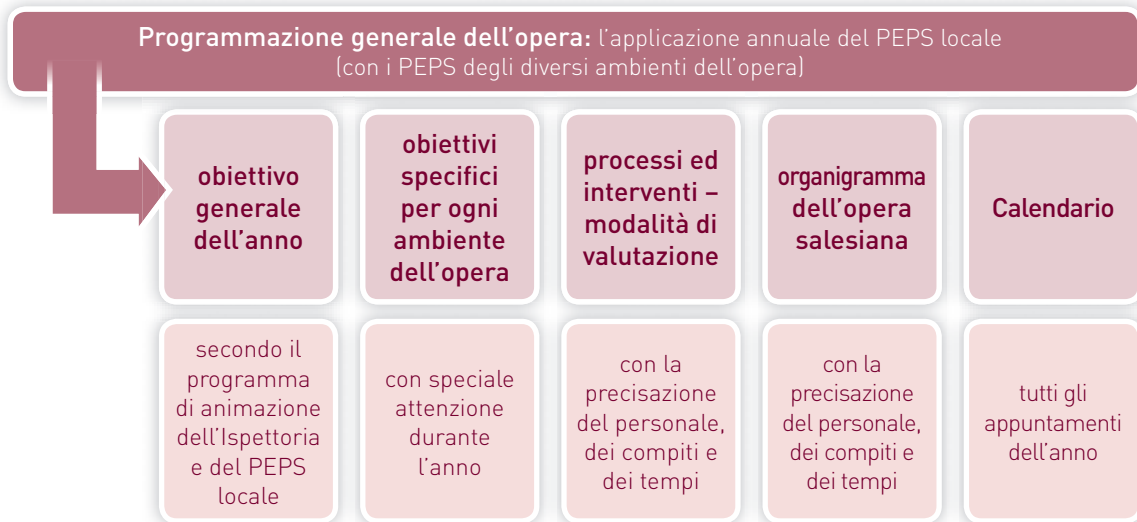 Programmazione generale dell'opera: l'applicazione annuale del PEPS locale
(con i PEPS degli diversi ambienti dell'opera)
obiettivo
generale
dell'anno
obiettivi
specifici
per ogni
ambiente
dell'opera
processi ed
interventi –
modalità di
valutazione
organigramma
dell'opera
salesiana
Calendario
secondo il
programma
di animazione
dell'Ispettoria
e del PEPS
locale
con speciale
attenzione
durante
l'anno
con la
precisazione
del personale,
dei compiti e
dei tempi
con la
precisazione
del personale,
dei compiti e
dei tempi
tutti gli
appuntamenti
dell'anno